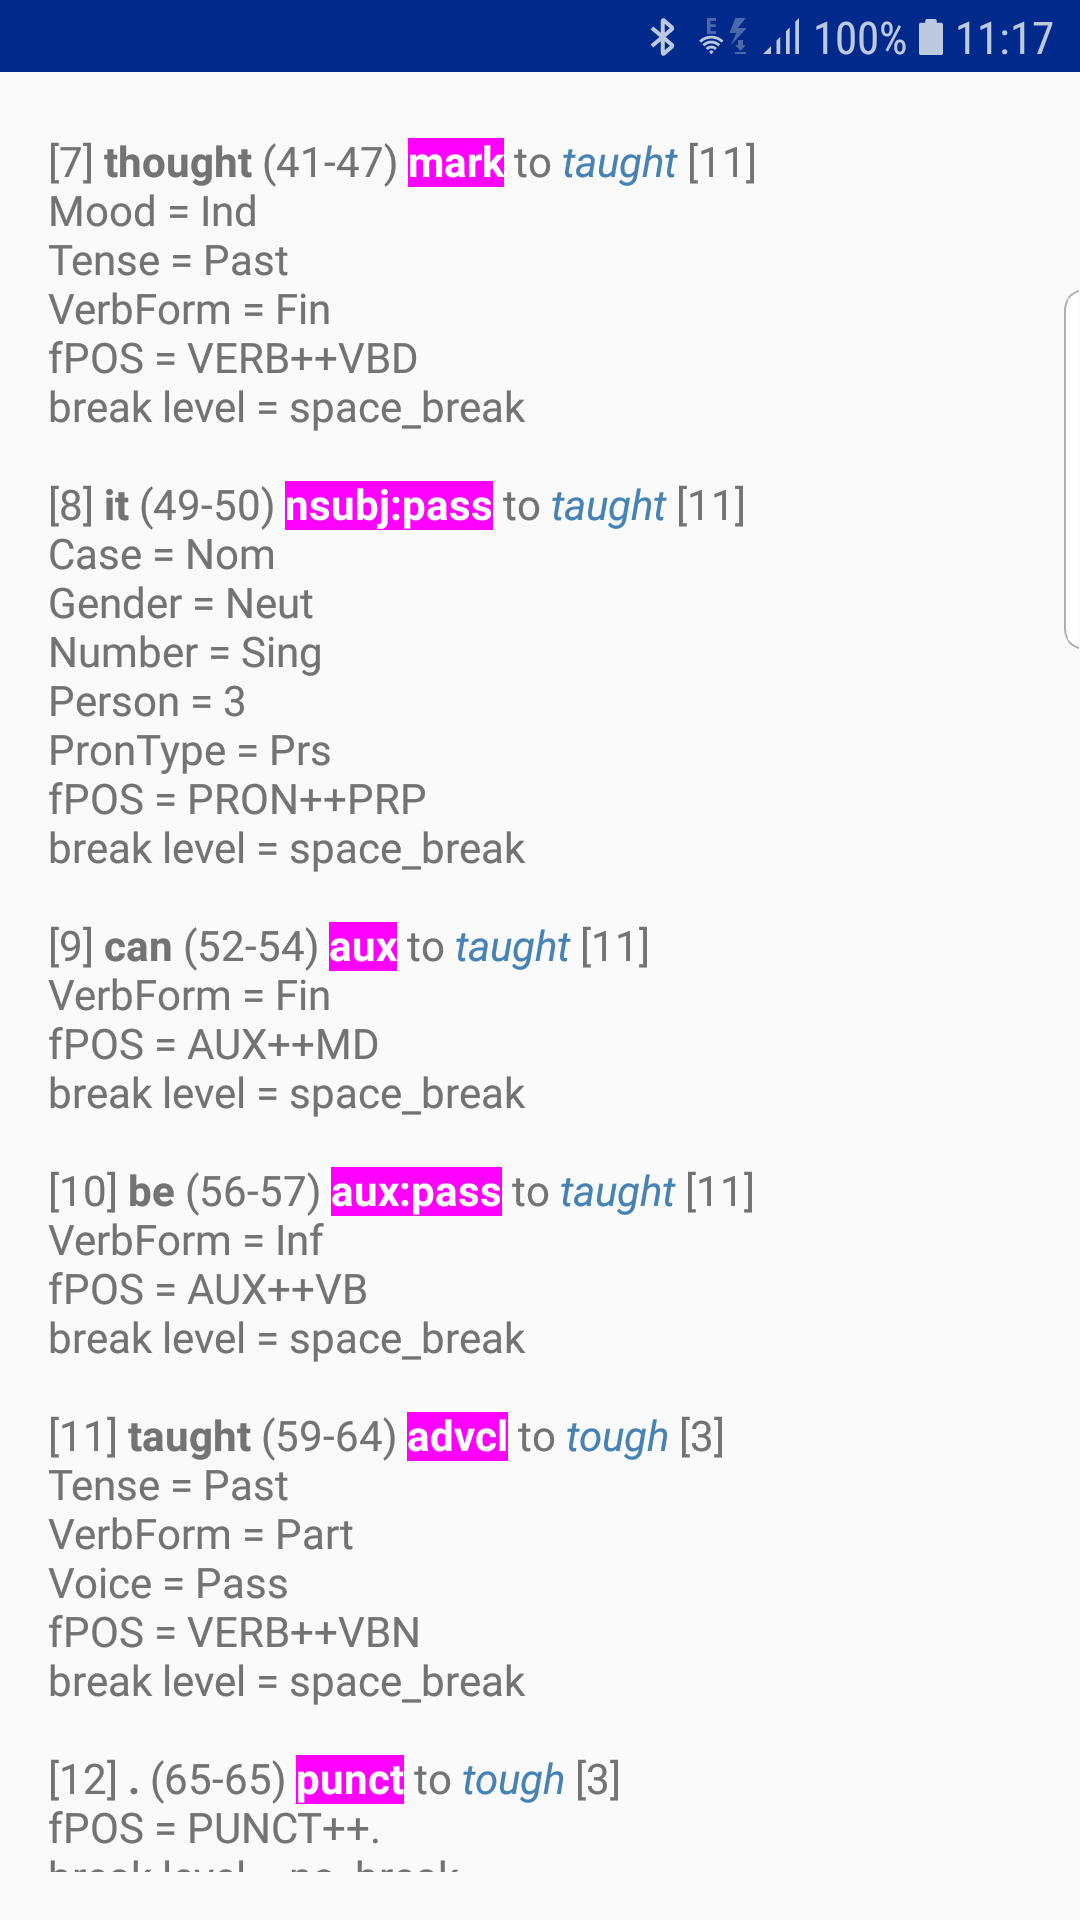 100% 11:17
[7] thought (41-47) mark to taught [11]
Mood = Ind
Tense = Past
VerbForm = Fin
fPOS = VERB++VBD
break level = space_break
[8] it (49-50) nsubj:pass to taught [11]
Case = Nom
Gender = Neut
Number = Sing
Person = 3
PronType = Prs
fPOS = PRON++PRP
break level = space_break
[9] can (52-54) aux to taught [11]
VerbForm = Fin
fPOS = AUX++MD
break level = space_break
[10] be (56-57) aux:pass to taught [11]
VerbForm = Inf
fPOS = AUX++VB
break level = space_break
[11] taught (59-64) advcl to tough [3]
Tense = Past
VerbForm = Part
Voice = Pass
fPOS = VERB++VBN
break level = space_break
[12] . (65-65) punct to tough [3]
fPOS = PUNCT++.
break level = no_break